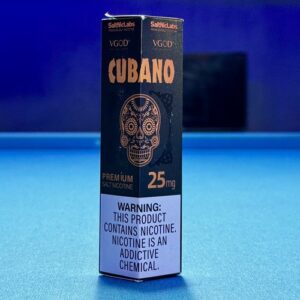 SaltNicLabs SaltNicLabs
VGOD VGOD
CUBANO
PREMIUM
SALT NICOTINE
25mg
WARNING:
THIS PRODUCT
CONTAINS NICOTINE.
NICOTINE IS AN
ADDICTIVE
CHEMICAL.